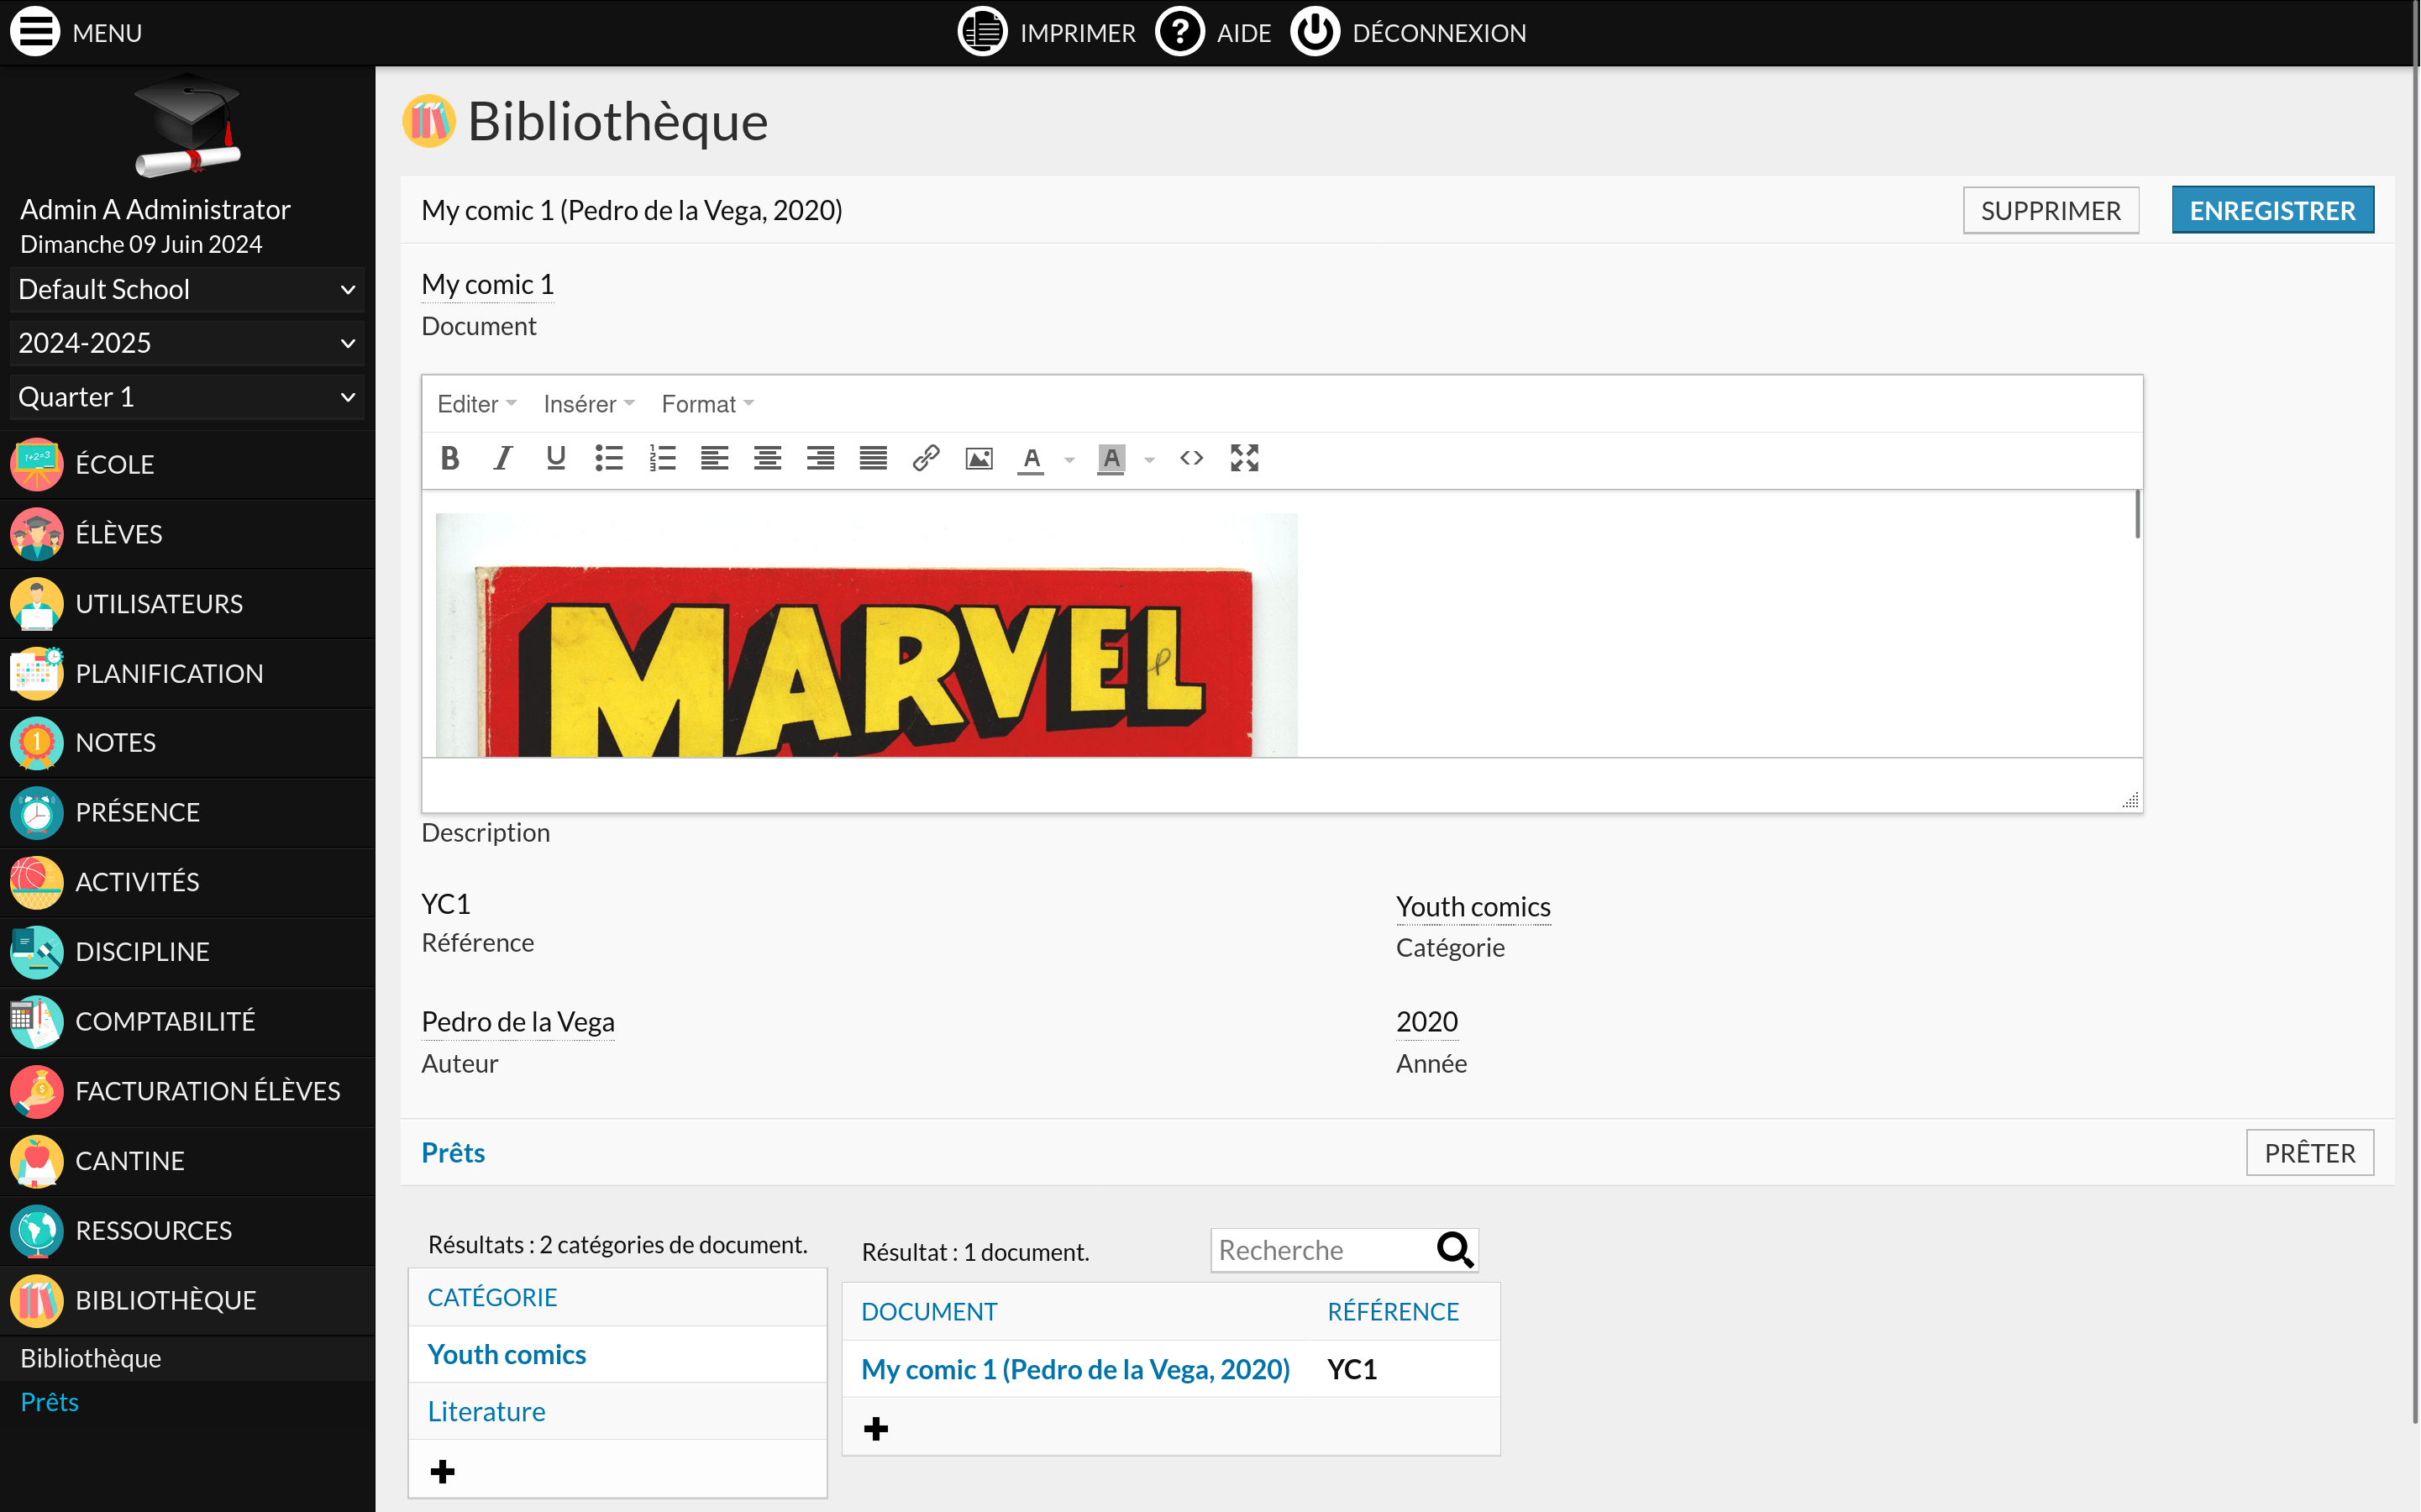 MENU
IMPRIMER
AIDE
DÉCONNEXION
Admin A Administrator
Dimanche 09 Juin 2024
Default School
2024-2025
Quarter 1
ÉCOLE
ÉLÈVES
UTILISATEURS
PLANIFICATION
NOTES
PRÉSENCE
ACTIVITÉS
DISCIPLINE
COMPTABILITÉ
FACTURATION ÉLÈVES
CANTINE
RESSOURCES
BIBLIOTHÈQUE
Bibliothèque
Prêts
Bibliothèque
My comic 1 (Pedro de la Vega, 2020)
SUPPRIMER
ENREGISTRER
My comic 1
Document
Editer
Insérer
Format
MARVEL
Description
YC1
Référence
Youth comics
Catégorie
Pedro de la Vega
Auteur
2020
Année
Prêts
PRÊTER
Résultats : 2 catégories de document.
CATÉGORIE
Youth comics
Literature
Résultat : 1 document.
Recherche
DOCUMENT RÉFÉRENCE
My comic 1 (Pedro de la Vega, 2020) YC1